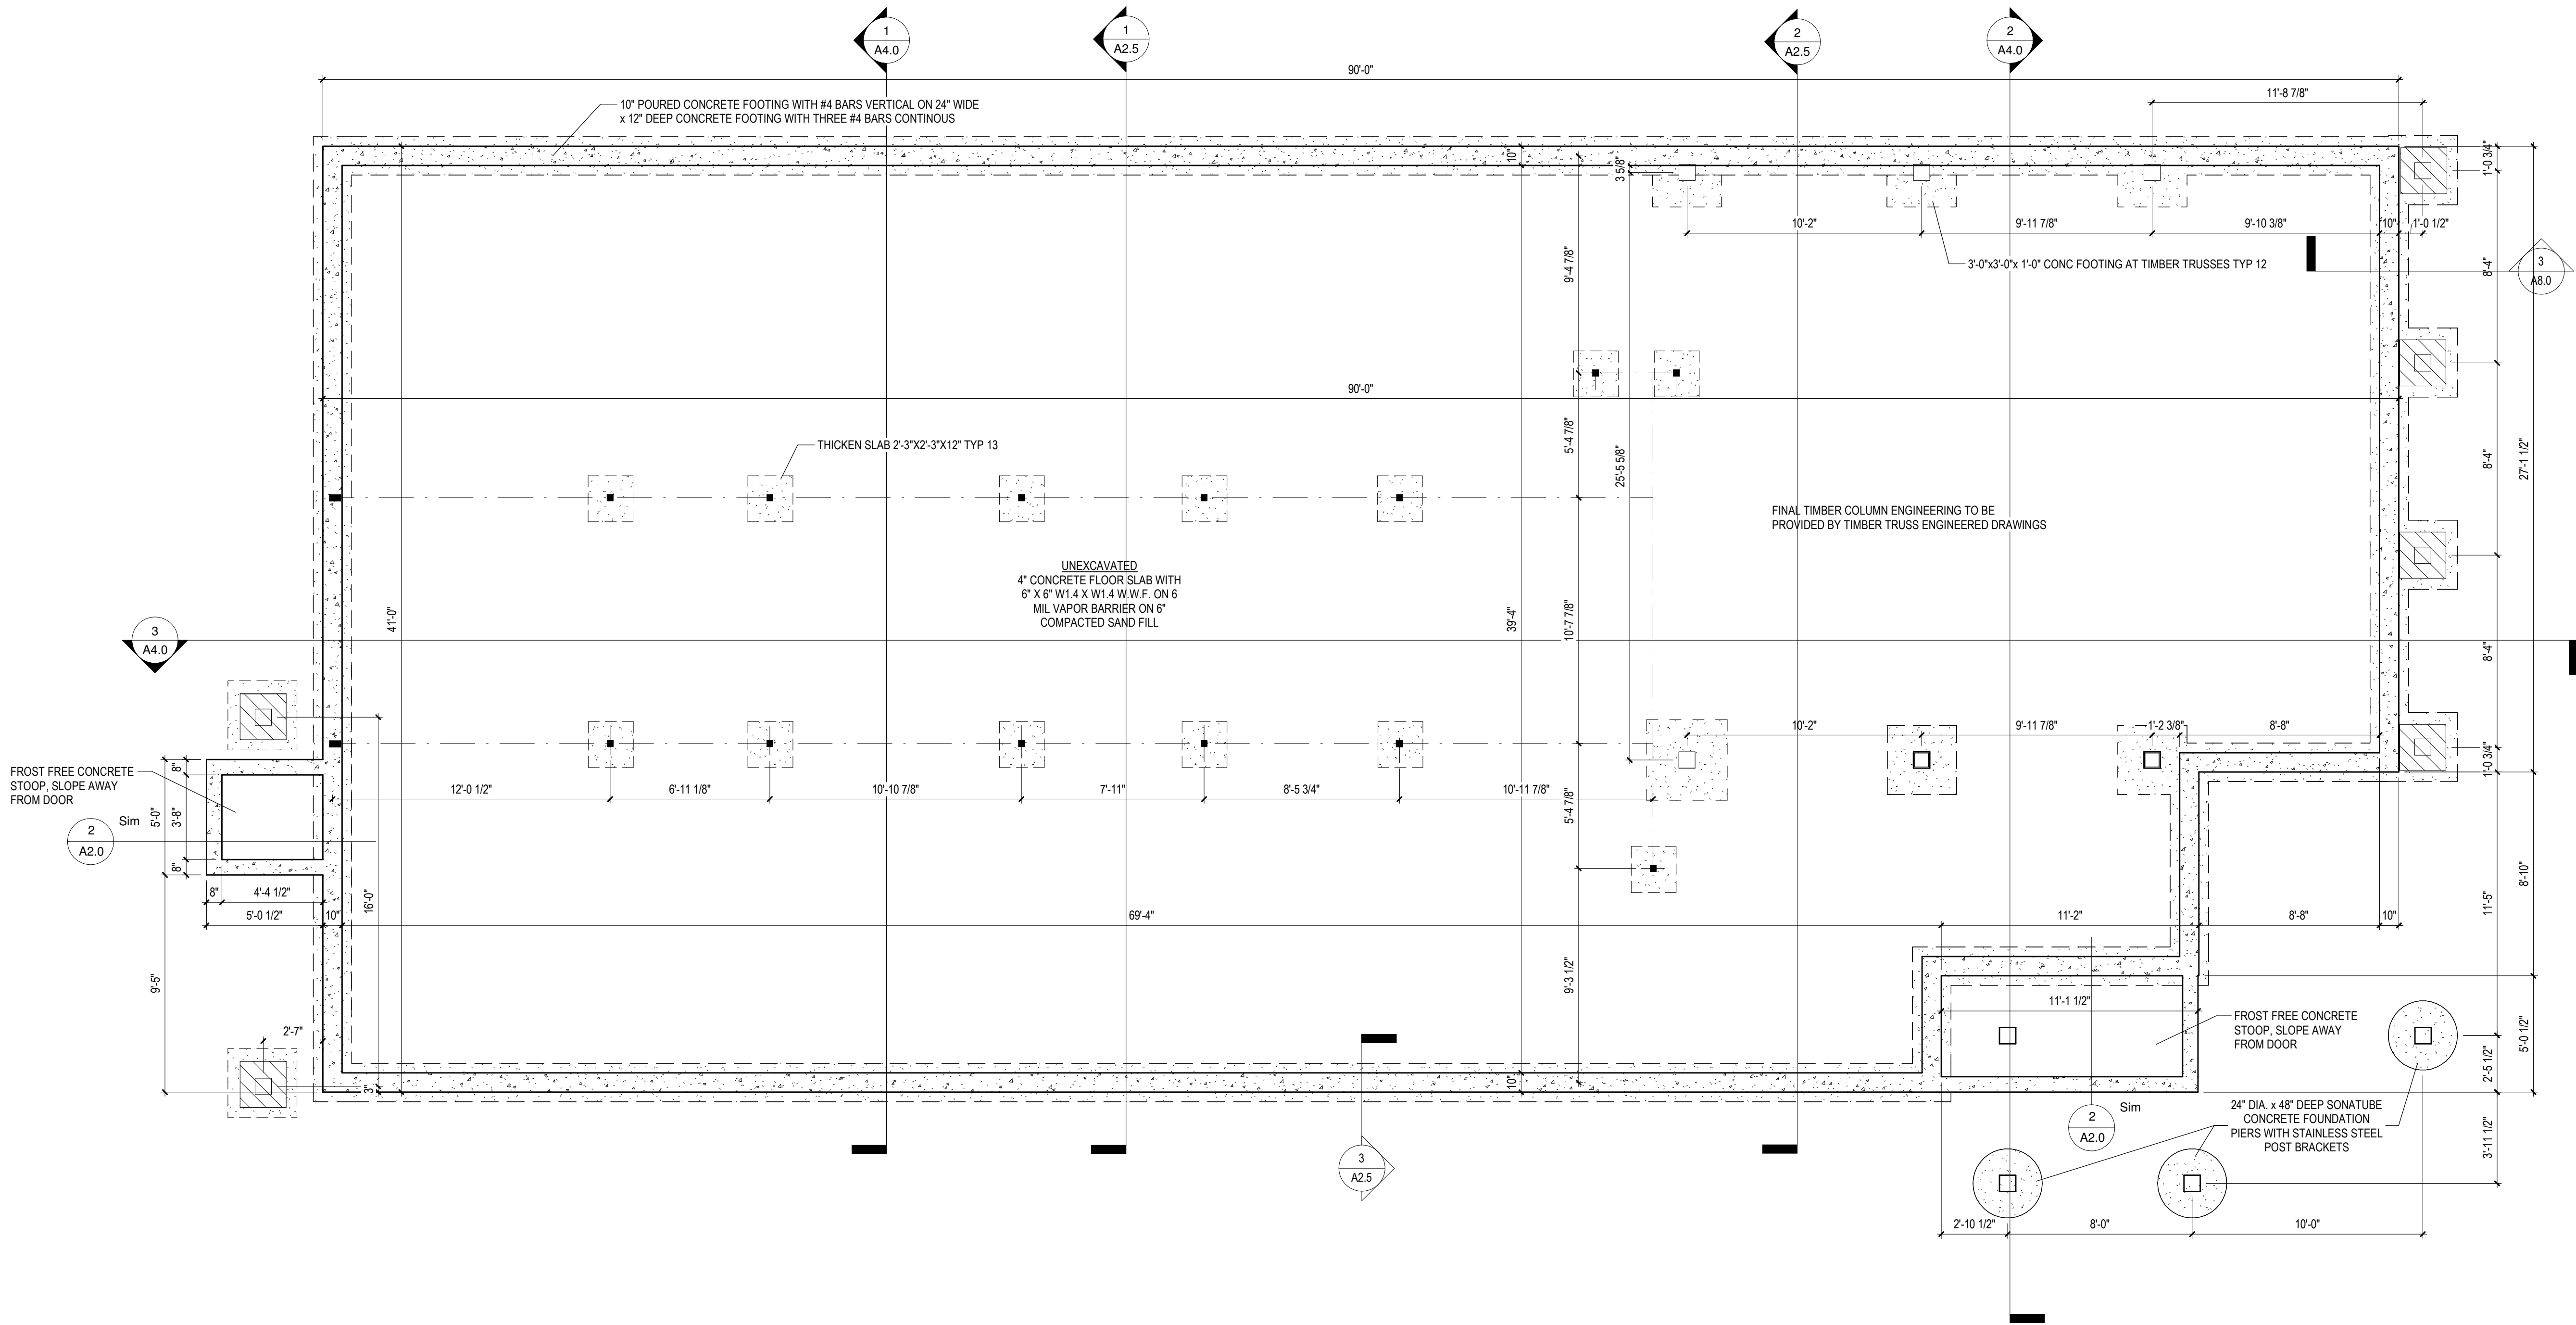 1
A4.0
1
A2.5
2
A2.5
2
A4.0
90'-0"
11'-8 7/8"
10" POURED CONCRETE FOOTING WITH #4 BARS VERTICAL ON 24" WIDE
x 12" DEEP CONCRETE FOOTING WITH THREE #4 BARS CONTINOUS
10"
3 5/8"
1'-0 3/4"
10'-2"
9'-11 7/8"
9'-10 3/8"
10"
1'-0 1/2"
9'-4 7/8"
3'-0"x3'-0"x 1'-0" CONC FOOTING AT TIMBER TRUSSES TYP 12
8'-4"
3
A8.0
90'-0"
THICKEN SLAB 2'-3"X2'-3"X12" TYP 13
5'-4 7/8"
25'-5 5/8"
8'-4"
27'-1 1/2"
FINAL TIMBER COLUMN ENGINEERING TO BE
PROVIDED BY TIMBER TRUSS ENGINEERED DRAWINGS
UNEXCAVATED
4" CONCRETE FLOOR SLAB WITH
6" X 6" W1.4 X W1.4 W.W.F. ON 6
MIL VAPOR BARRIER ON 6"
COMPACTED SAND FILL
41'-0"
39'-4"
10'-7 7/8"
8'-4"
3
A4.0
10'-2"
9'-11 7/8"
1'-2 3/8"
8'-8"
1'-0 3/4"
FROST FREE CONCRETE
STOOP, SLOPE AWAY
FROM DOOR
8"
5'-0"
3'-8"
8"
Sim
2
A2.0
12'-0 1/2"
6'-11 1/8"
10'-10 7/8"
7'-11"
8'-5 3/4"
10'-11 7/8"
5'-4 7/8"
8"
4'-4 1/2"
16'-0"
5'-0 1/2"
10"
69'-4"
11'-2"
8'-8"
10"
11'-5"
8'-10"
9'-5"
9'-3 1/2"
11'-1 1/2"
2'-7"
3"
10"
FROST FREE CONCRETE
STOOP, SLOPE AWAY
FROM DOOR
2'-5 1/2"
5'-0 1/2"
Sim
2
A2.0
24" DIA. x 48" DEEP SONATUBE
CONCRETE FOUNDATION
PIERS WITH STAINLESS STEEL
POST BRACKETS
3'-11 1/2"
3
A2.5
2'-10 1/2"
8'-0"
10'-0"